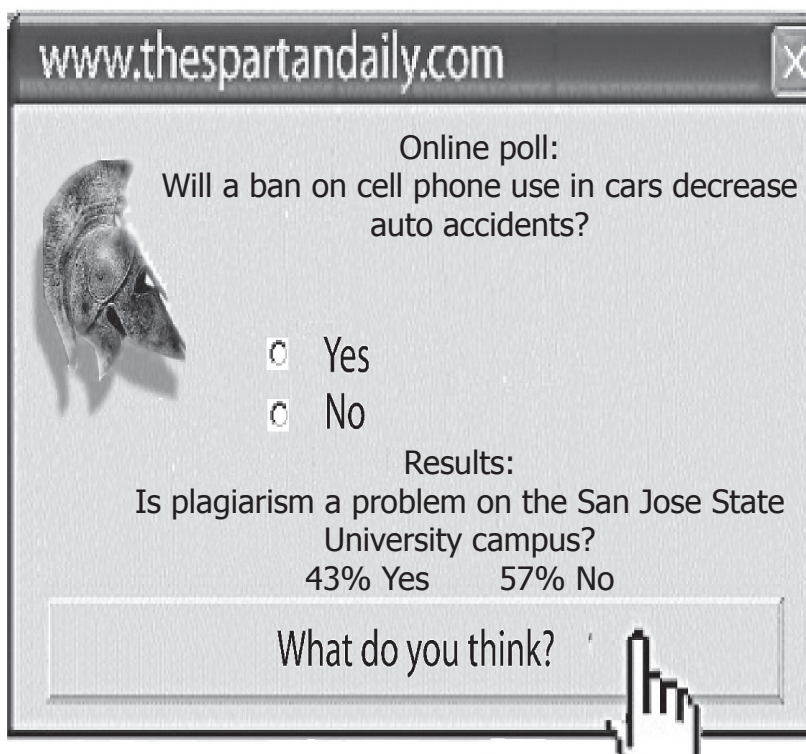 www.thespartandaily.com
X
Online poll:
Will a ban on cell phone use in cars decrease
auto accidents?
Yes
No
Results:
Is plagiarism a problem on the San Jose State
University campus?
43% Yes 57% No
What do you think?